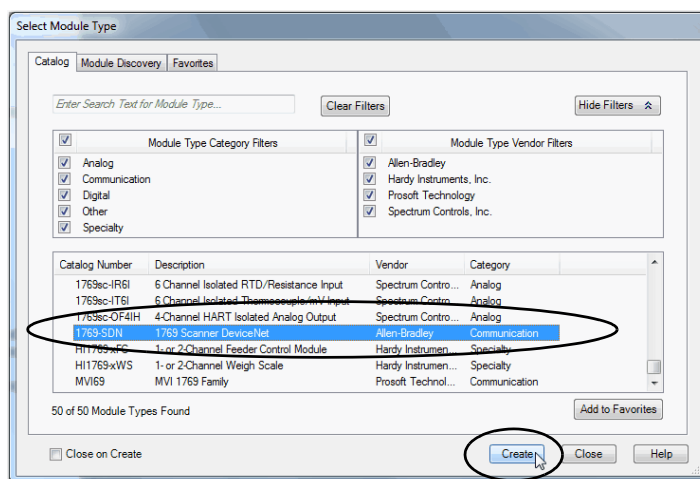 Select Module Type
Catalog Module Discovery Favorites
Enter Search Text for Module Type... Clear Filters Hide Filters
Module Type Category Filters Module Type Vendor Filters
Analog Allen-Bradley
Communication Hardy Instruments, Inc.
Digital Prosoft Technology
Other Spectrum Controls, Inc.
Specialty
Catalog Number Description Vendor Category
1769sc-IR6I 6 Channel Isolated RTD/Resistance Input Spectrum Contro... Analog
1769sc-IT6I 6 Channel Isolated Thermocouple/mV Input Spectrum Contro... Analog
1769sc-OF4IH 4-Channel HART Isolated Analog Output Spectrum Contro... Analog
1769-SDN 1769 Scanner DeviceNet Allen-Bradley Communication
HI1769-xFC 1- or 2-Channel Feeder Control Module Hardy Instrumen... Specialty
HI1769-xWS 1- or 2-Channel Weigh Scale Hardy Instrumen... Specialty
MVI69 MVI 1769 Family Prosoft Technol... Communication
50 of 50 Module Types Found Add to Favorites
Close on Create Create Close Help